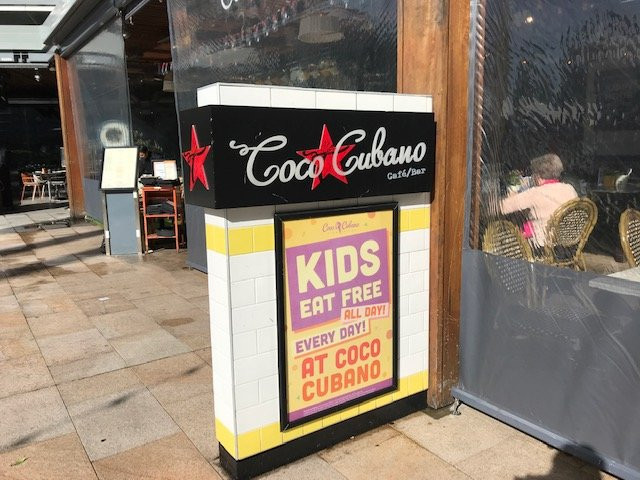 Coco Cubano
Café/Bar
Coco Cubano
KIDS
EAT FREE
ALL DAY!
EVERY DAY!
AT COCO
CUBANO